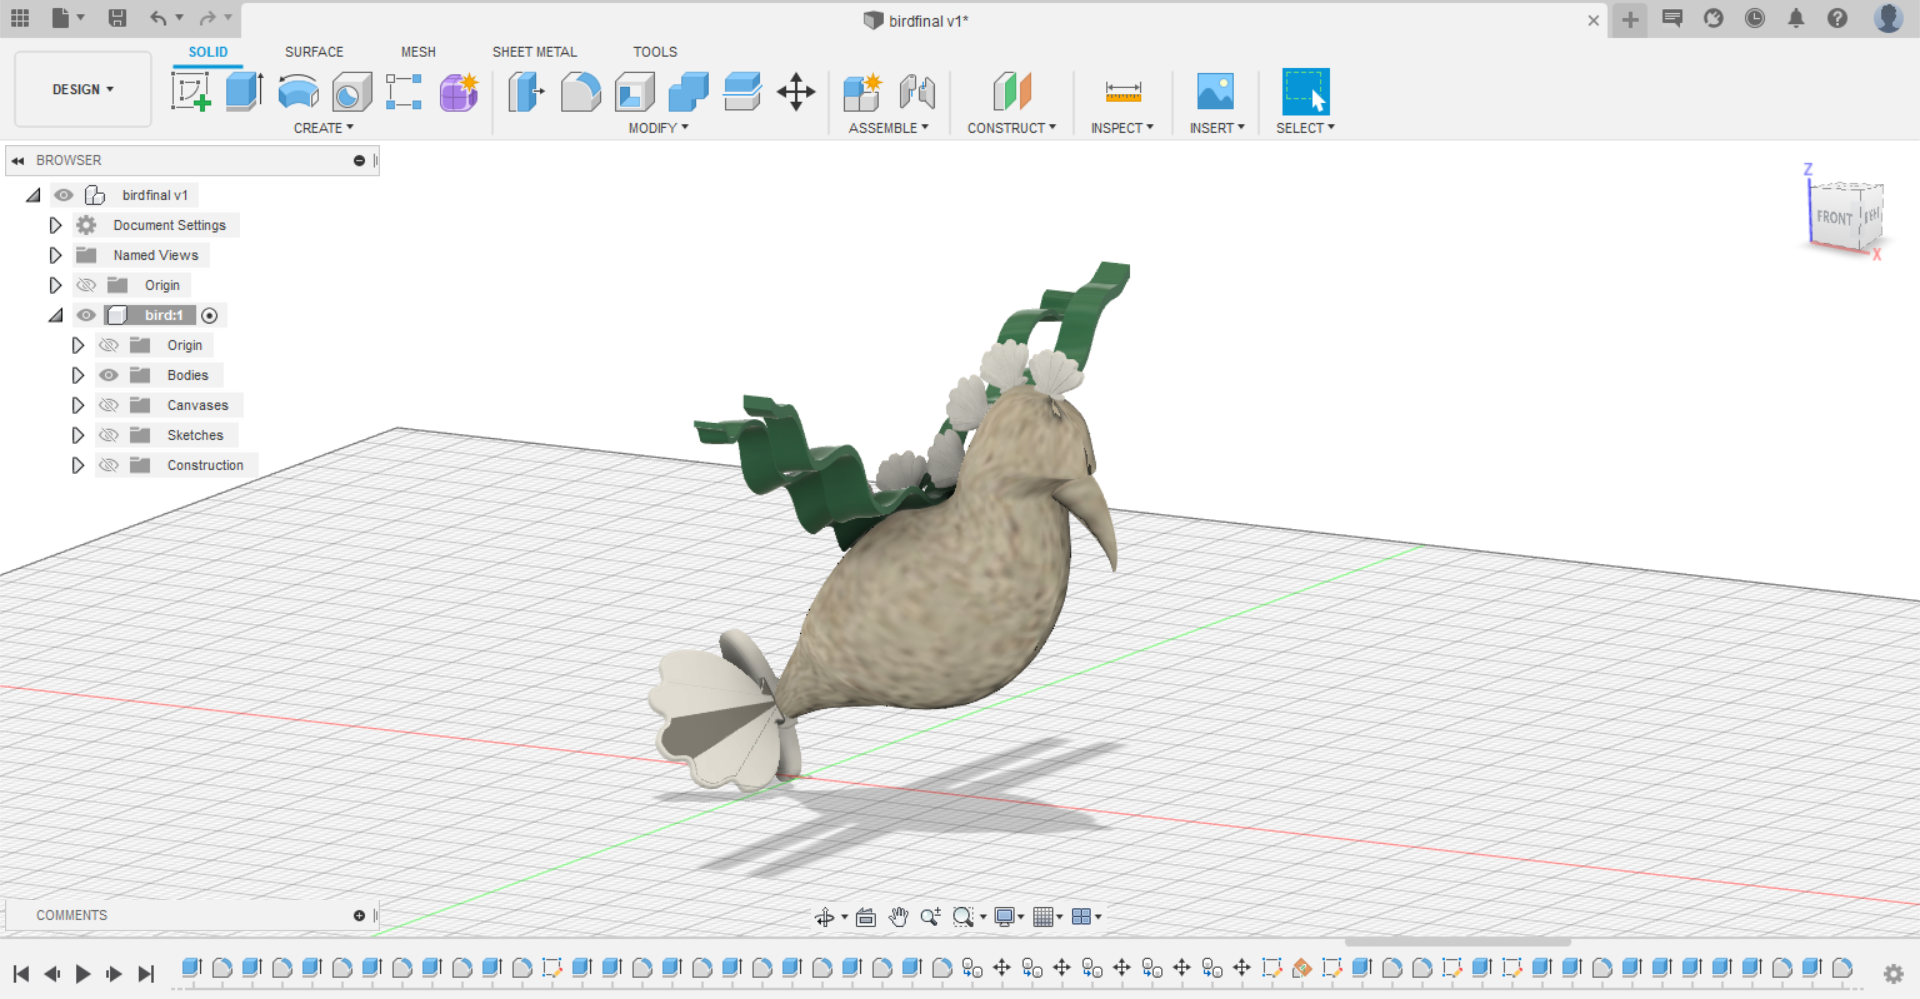 birdfinal v1*
DESIGN
SOLID SURFACE MESH SHEET METAL TOOLS
CREATE MODIFY ASSEMBLE CONSTRUCT INSPECT INSERT SELECT
BROWSER
birdfinal v1
Document Settings
Named Views
Origin
bird:1
Origin
Bodies
Canvases
Sketches
Construction
Z
FRONT
X
COMMENTS